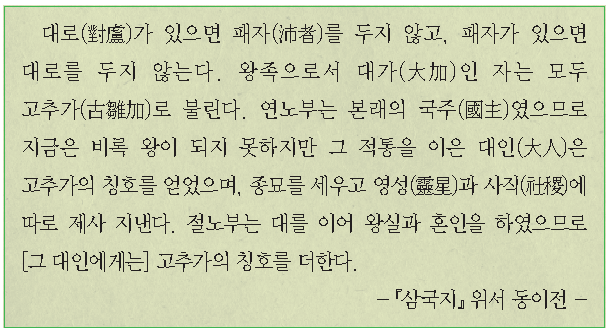 대로(對盧)가 있으면 패자(沛者)를 두지 않고, 패자가 있으면
대로를 두지 않는다. 왕족으로서 대가(大加)인 자는 모두
고추가(古雛加)로 불린다. 연노부는 본래의 국주(國主)였으므로
지금은 비록 왕이 되지 못하지만 그 적통을 이은 대인(大人)은
고추가의 칭호를 얻었으며, 종묘를 세우고 영성(靈星)과 사직(社稷)에
따로 제사 지낸다. 절노부는 대를 이어 왕실과 혼인을 하였으므로
[그 대인에게는] 고추가의 칭호를 더한다.
－『삼국지』 위서 동이전 －